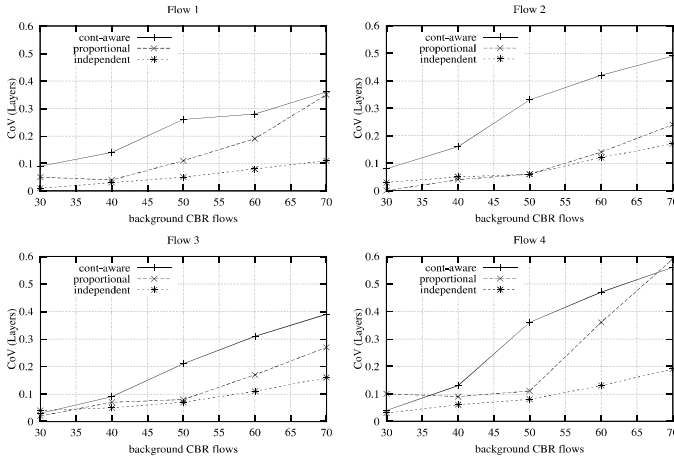 Flow 1
0.6
0.5
0.4
0.3
0.2
0.1
0
CoV (Layers)
cont-aware
proportional
independent
30 35 40 45 50 55 60 65 70
background CBR flows
Flow 2
0.6
0.5
0.4
0.3
0.2
0.1
0
CoV (Layers)
cont-aware
proportional
independent
30 35 40 45 50 55 60 65 70
background CBR flows
Flow 3
0.6
0.5
0.4
0.3
0.2
0.1
0
CoV (Layers)
cont-aware
proportional
independent
30 35 40 45 50 55 60 65 70
background CBR flows
Flow 4
0.6
0.5
0.4
0.3
0.2
0.1
0
CoV (Layers)
cont-aware
proportional
independent
30 35 40 45 50 55 60 65 70
background CBR flows